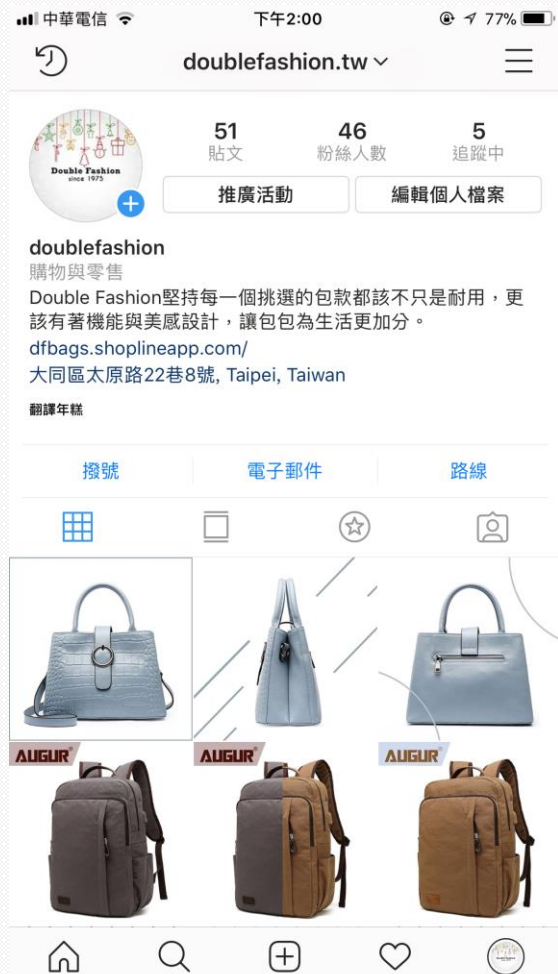 中華電信
下午2:00
77%
doublefashion.tw
51
46
5
貼文
粉絲人數
追蹤中
Double Fashion
since 1975
推廣活動
編輯個人檔案
doublefashion
購物與零售
Double Fashion堅持每一個挑選的包款都該不只是耐用，更
該有著機能與美感設計，讓包包為生活更加分。
dfbags.shoplineapp.com/
大同區太原路22巷8號, Taipei, Taiwan
翻譯年糕
撥號
電子郵件
路線
AUGUR®
AUGUR®
AUGUR®